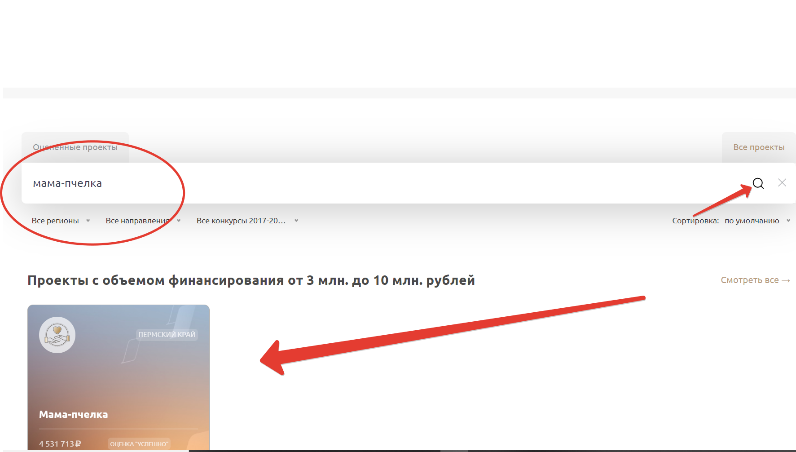 Оцененные проекты
Все проекты
мама-пчелка
Все регионы
Все направления
Все конкурсы 2017-20...
Сортировка: по умолчанию
Проекты с объемом финансирования от 3 млн. до 10 млн. рублей
Смотреть все →
ПЕРМСКИЙ КРАЙ
Мама-пчелка
4 531 713 ₽
ОЦЕНКА "УСПЕШНО"